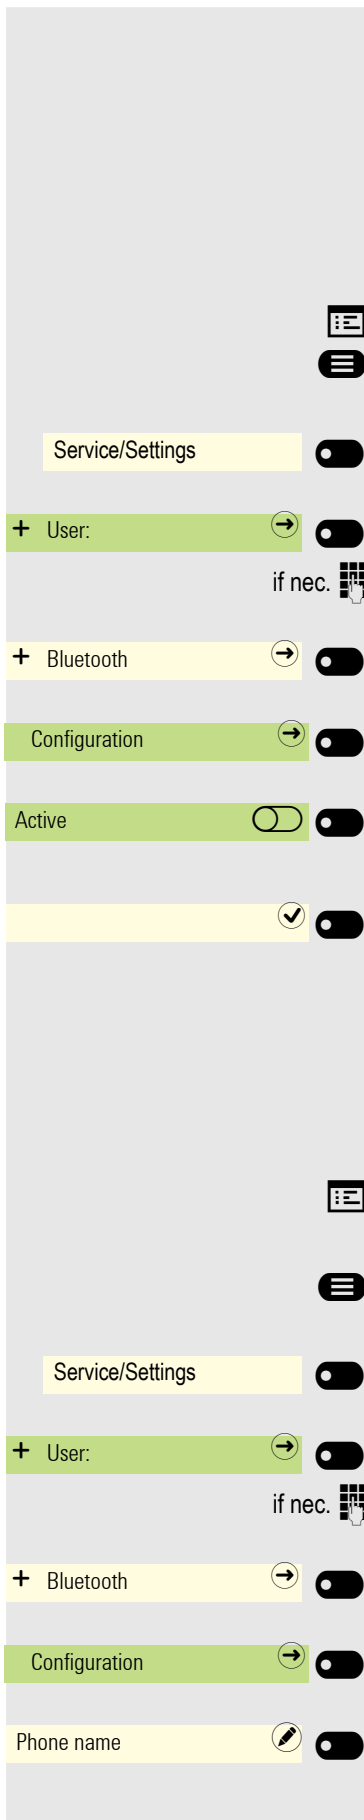 Service/Settings
+ User:
if nec.
+ Bluetooth
Configuration
Active
Service/Settings
+ User:
if nec.
+ Bluetooth
Configuration
Phone name